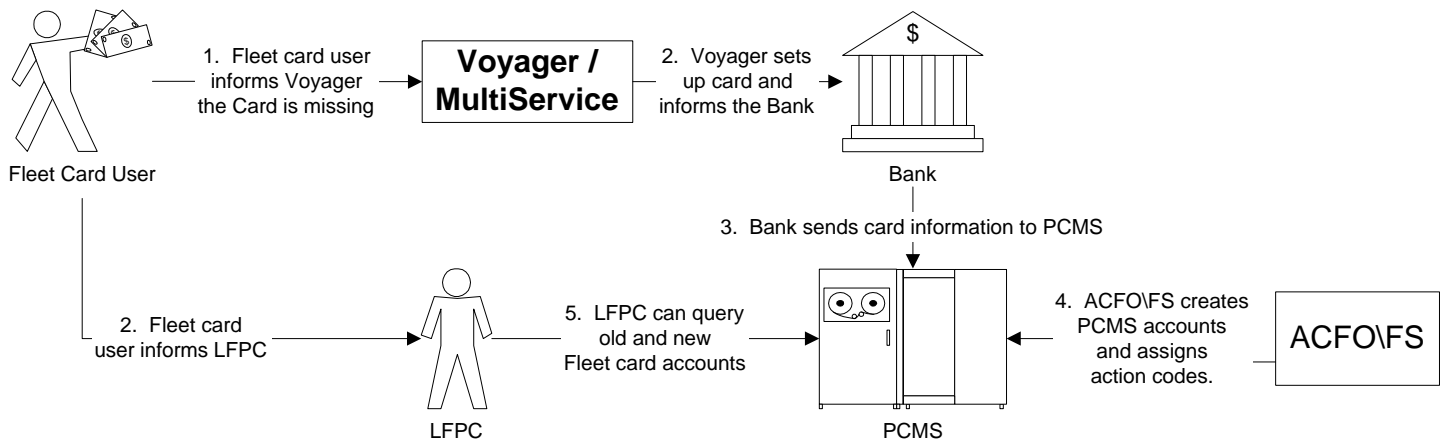 1. Fleet card user
informs Voyager
the Card is missing
Voyager /
MultiService
2. Voyager sets
up card and
informs the Bank
$
Fleet Card User
Bank
3. Bank sends card information to PCMS
2. Fleet card
user informs LFPC
5. LFPC can query
old and new
Fleet card accounts
4. ACFO\FS creates
PCMS accounts
and assigns
action codes.
ACFO\FS
LFPC
PCMS